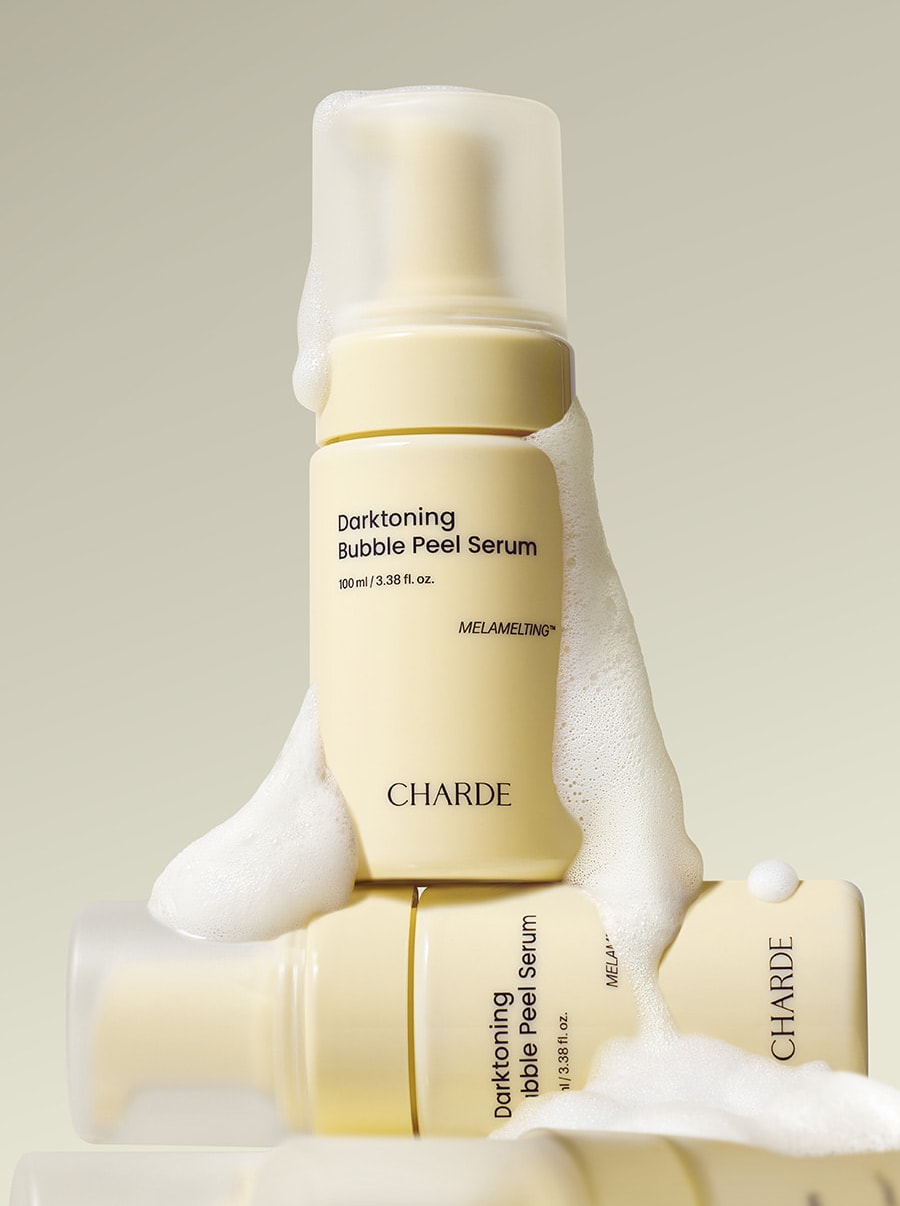 Darktoning
Bubble Peel Serum
100 ml / 3.38 fl. oz.
MELAMELTING™
CHARDE
Darktoning
Peel Serum
3.38 fl. oz.
CHARDE